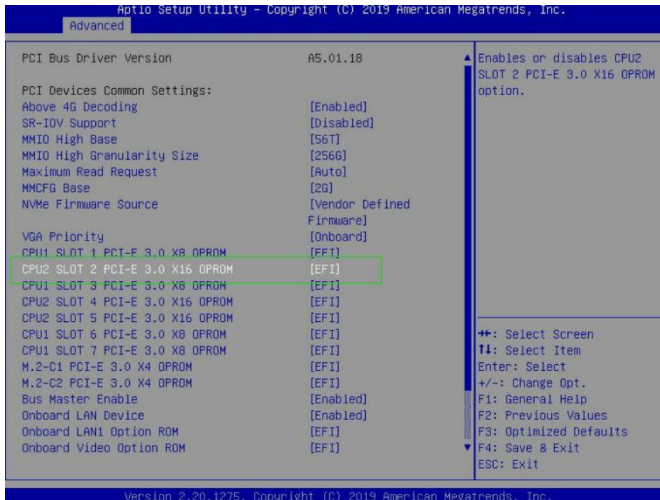 Aptio Setup Utility – Copyright (C) 2019 American Megatrends, Inc.
Advanced
PCI Bus Driver Version A5.01.18
PCI Devices Common Settings:
Above 4G Decoding [Enabled]
SR-IOV Support [Disabled]
MMIO High Base [56T]
MMIO High Granularity Size [256G]
Maximum Read Request [Auto]
MMCFG Base [2G]
NVMe Firmware Source [Vendor Defined
Firmware]
VGA Priority [Onboard]
CPU1 SLOT 1 PCI-E 3.0 X8 OPROM [EFI]
CPU2 SLOT 2 PCI-E 3.0 X16 OPROM [EFI]
CPU1 SLOT 3 PCI-E 3.0 X8 OPROM [EFI]
CPU2 SLOT 4 PCI-E 3.0 X16 OPROM [EFI]
CPU2 SLOT 5 PCI-E 3.0 X16 OPROM [EFI]
CPU1 SLOT 6 PCI-E 3.0 X8 OPROM [EFI]
CPU1 SLOT 7 PCI-E 3.0 X8 OPROM [EFI]
M.2-C1 PCI-E 3.0 X4 OPROM [EFI]
M.2-C2 PCI-E 3.0 X4 OPROM [EFI]
Bus Master Enable [Enabled]
Onboard LAN Device [Enabled]
Onboard LAN1 Option ROM [EFI]
Onboard Video Option ROM [EFI]
Enables or disables CPU2
SLOT 2 PCI-E 3.0 X16 OPROM
option.
→←: Select Screen
↑↓: Select Item
Enter: Select
+/-: Change Opt.
F1: General Help
F2: Previous Values
F3: Optimized Defaults
F4: Save & Exit
ESC: Exit
Version 2.20.1275. Copyright (C) 2019 American Megatrends, Inc.